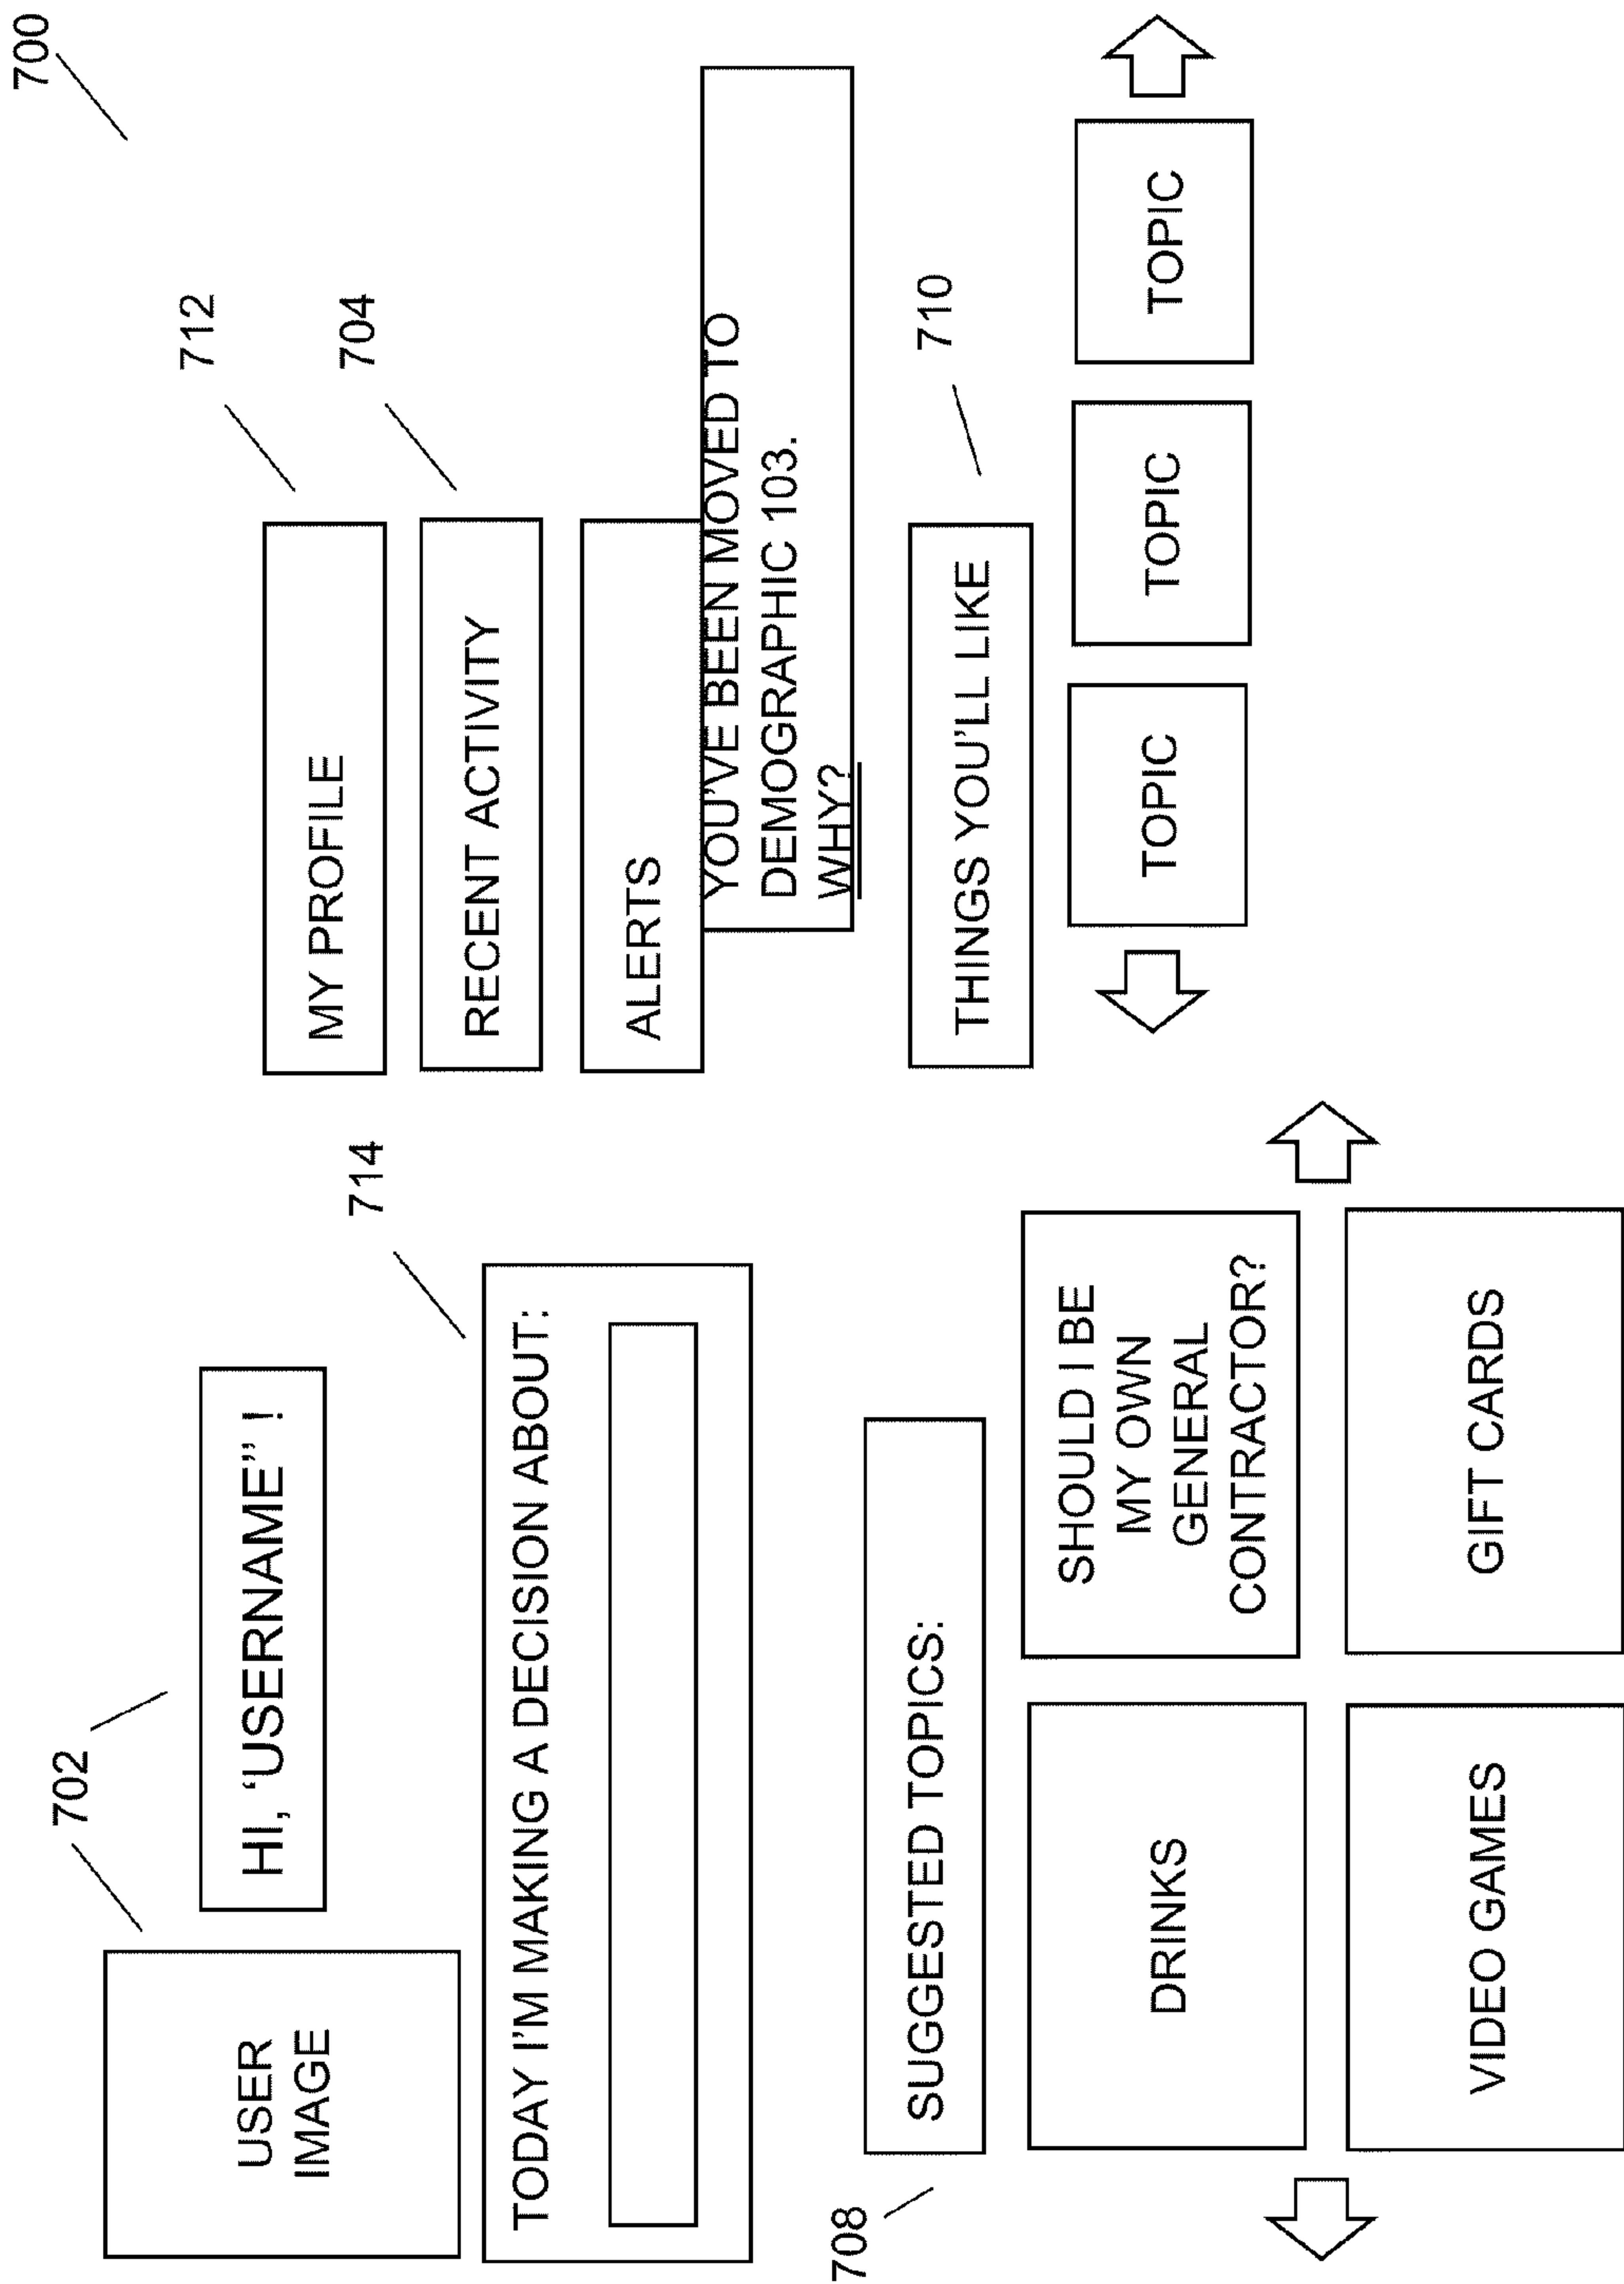 700
702
USER
IMAGE
HI, ‘USERNAME” !
714
TODAY I’M MAKING A DECISION ABOUT:
708
SUGGESTED TOPICS:
DRINKS
SHOULD I BE
MY OWN
GENERAL
CONTRACTOR?
VIDEO GAMES
GIFT CARDS
712
MY PROFILE
704
RECENT ACTIVITY
ALERTS
YOU’VE BEEN MOVED TO
DEMOGRAPHIC 103.
WHY?
710
THINGS YOU’LL LIKE
TOPIC
TOPIC
TOPIC